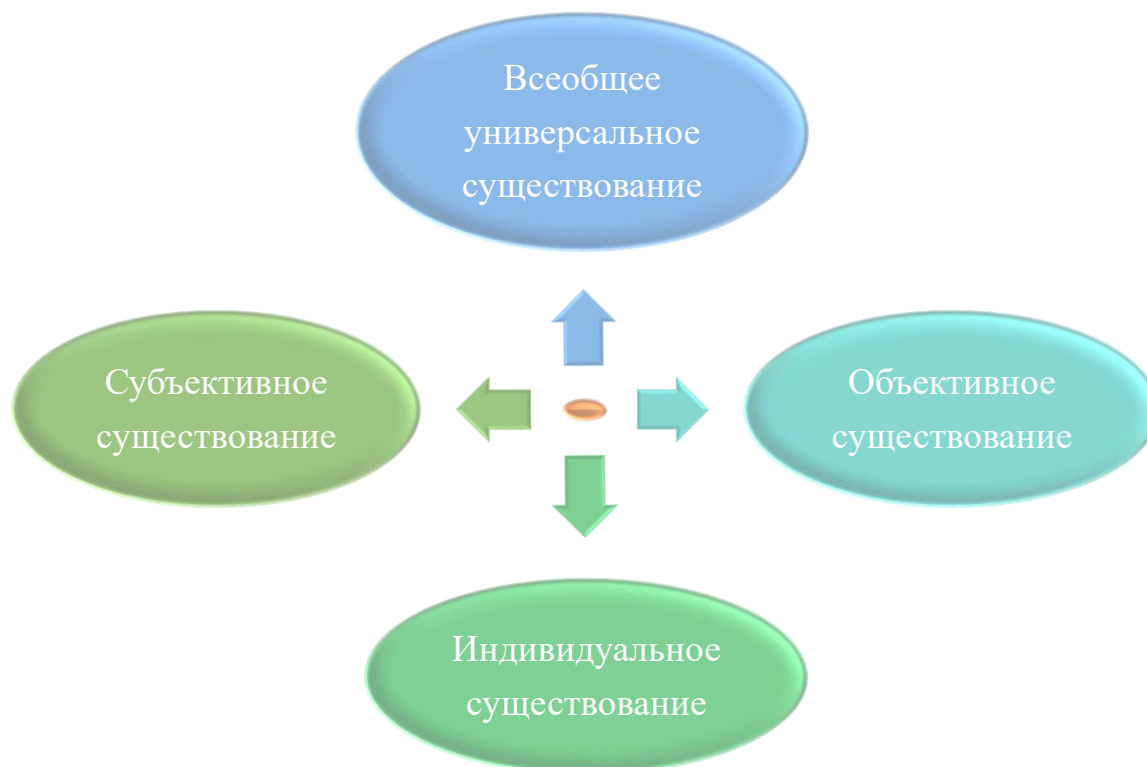 Всеобщее
универсальное
существование
Субъективное
существование
Объективное
существование
Индивидуальное
существование